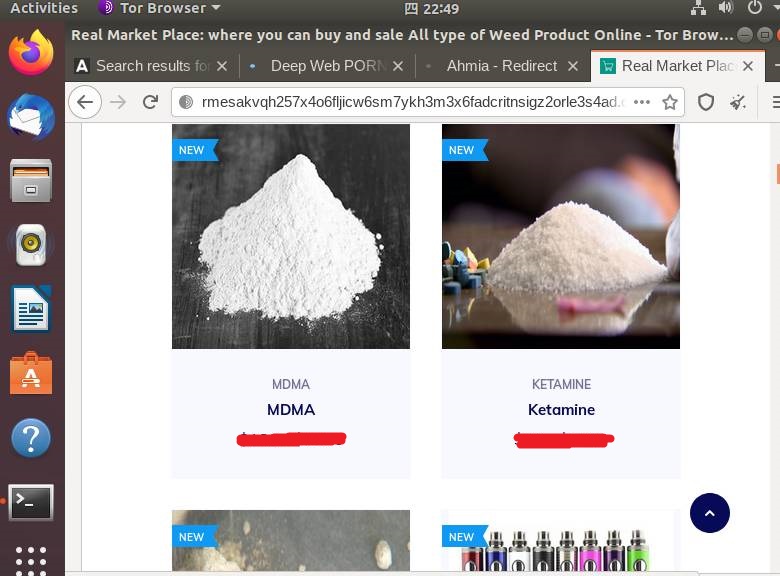 Activities
Tor Browser
四 22:49
Real Market Place: where you can buy and sale All type of Weed Product Online - Tor Brow...
Search results fo
Deep Web PORN
Ahmia - Redirect
Real Market Plac
rmesakvqh257x4o6fljicw6sm7ykh3m3x6fadcritnsigz2orle3s4ad.
NEW
NEW
MDMA
KETAMINE
MDMA
Ketamine
NEW
NEW